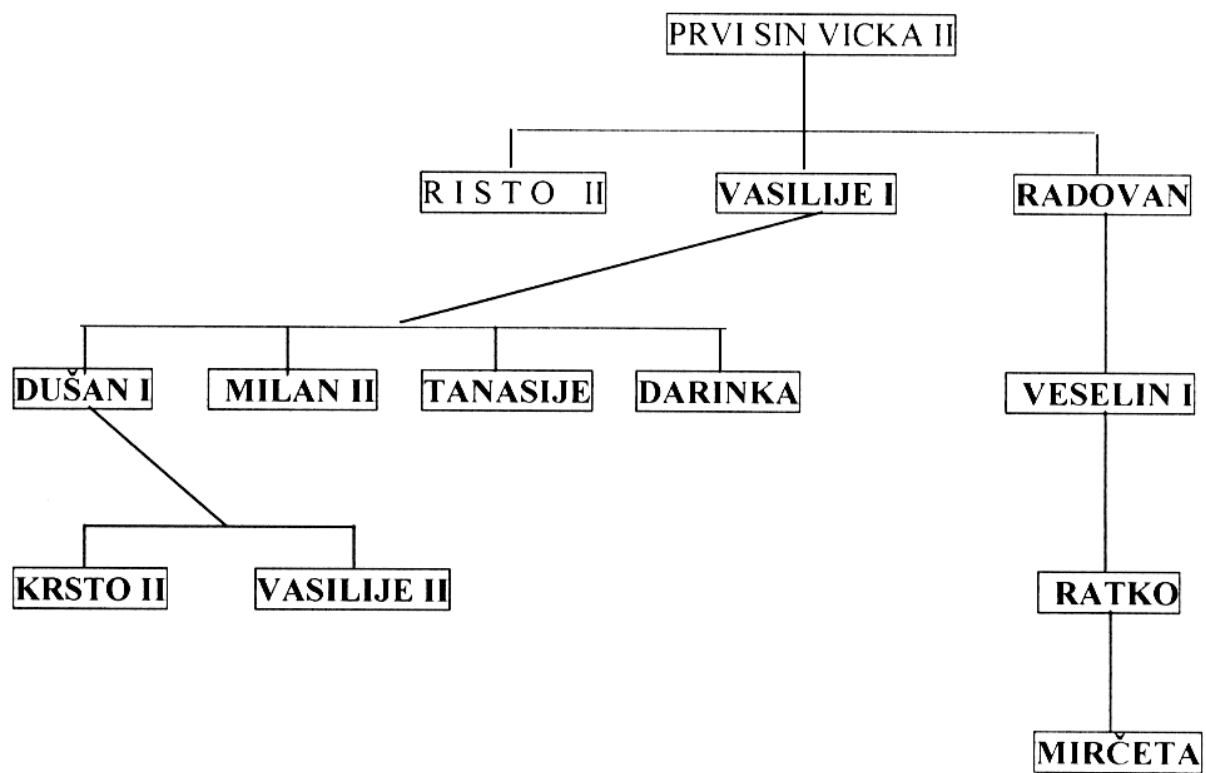 PRVI SIN VICKA II
RISTO II
VASILIJE I
RADOVAN
DUŠAN I
MILAN II
TANASIJE
DARINKA
VESELIN I
KRSTO II
VASILIJE II
RATKO
MIRČETA